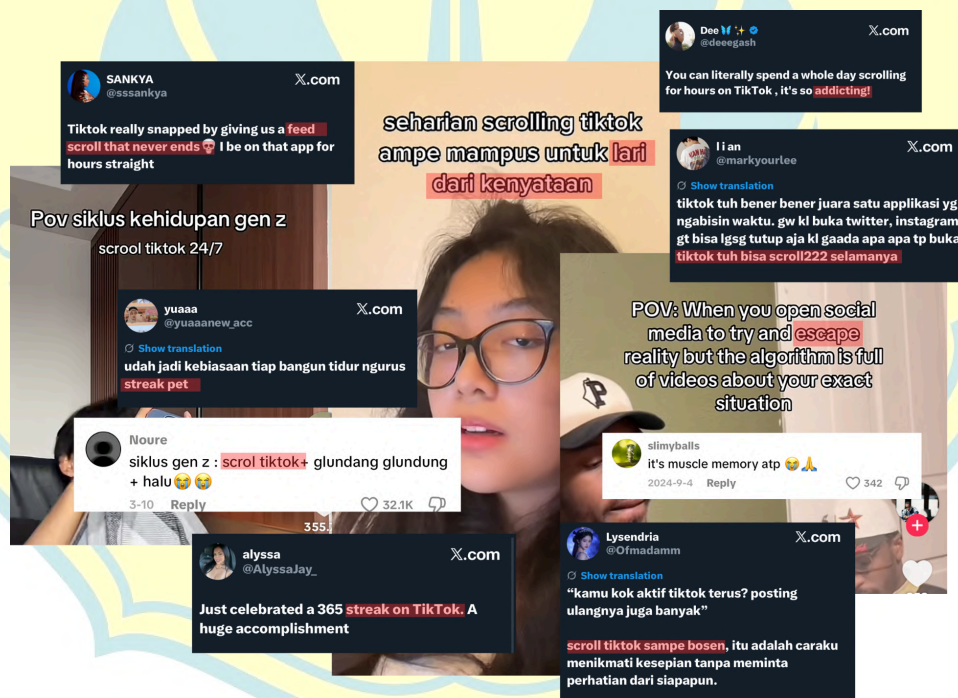 SANKYA
@sssankya
X.com
Tiktok really snapped by giving us a feed
scroll that never ends💀 I be on that app for
hours straight
Dee 🦋 ✨
@deeegash
X.com
You can literally spend a whole day scrolling
for hours on TikTok , it's so addicting!
seharian scrolling tiktok
ampe mampus untuk lari
dari kenyataan
l i an
@markyourlee
X.com
Show translation
tiktok tuh bener bener juara satu applikasi yg
ngabisin waktu. gw kl buka twitter, instagram
gt bisa lgsg tutup aja kl gaada apa apa tp buka
tiktok tuh bisa scroll222 selamanya
Pov siklus kehidupan gen z
scrool tiktok 24/7
yuaaa
@yuaaanew_acc
X.com
Show translation
udah jadi kebiasaan tiap bangun tidur ngurus
streak pet
POV: When you open social
media to try and escape
reality but the algorithm is full
of videos about your exact
situation
Noure
siklus gen z : scrol tiktok+ glundang glundung
+ halu😭😭
3-10 Reply
32.1K
355.
slimyballs
it's muscle memory atp 😭🙏
2024-9-4 Reply
342
alyssa
@AlyssaJay_
X.com
Just celebrated a 365 streak on TikTok. A
huge accomplishment
Lysendria
@Ofmadamm
X.com
Show translation
“kamu kok aktif tiktok terus? posting
ulangnya juga banyak”
scroll tiktok sampe bosen, itu adalah caraku
menikmati kesepian tanpa meminta
perhatian dari siapapun.